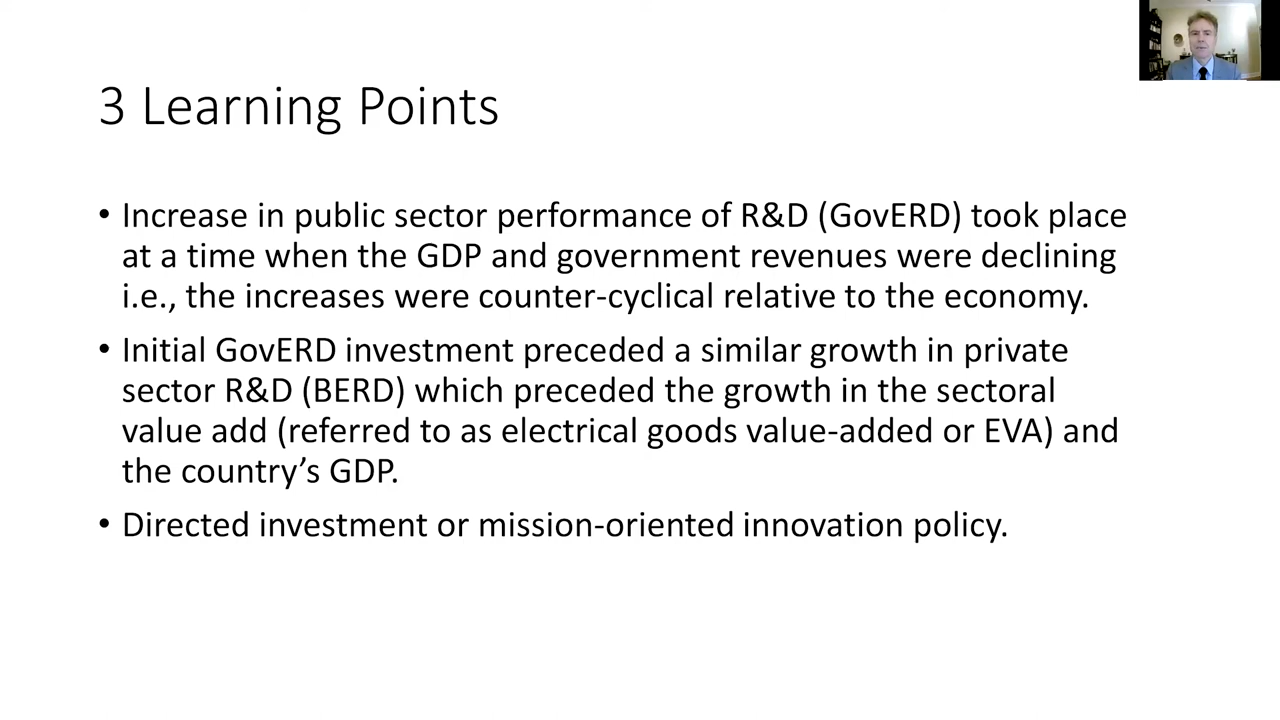 3 Learning Points
• Increase in public sector performance of R&D (GovERD) took place
at a time when the GDP and government revenues were declining
i.e., the increases were counter-cyclical relative to the economy.
• Initial GovERD investment preceded a similar growth in private
sector R&D (BERD) which preceded the growth in the sectoral
value add (referred to as electrical goods value-added or EVA) and
the country’s GDP.
• Directed investment or mission-oriented innovation policy.